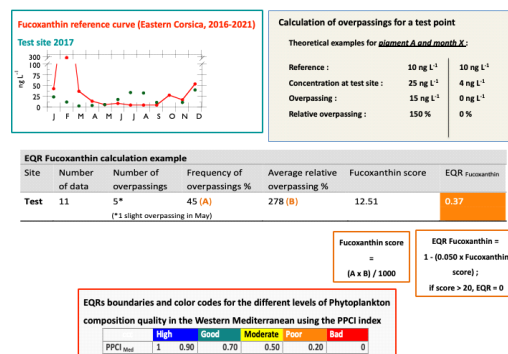 Fucoxanthin reference curve (Eastern Corsica, 2016-2021)
Test site 2017
ng L-1
300
100
75
50
25
0
J F M A M J J A S O N D
Calculation of overpassings for a test point
Theoretical examples for pigment A and month X :
Reference : 10 ng L-1 10 ng L-1
Concentration at test site : 25 ng L-1 4 ng L-1
Overpassing : 15 ng L-1 0 ng L-1
Relative overpassing : 150 % 0 %
EQR Fucoxanthin calculation example
Site Number of data Number of overpassings Frequency of overpassings % Average relative overpassing % Fucoxanthin score EQR Fucoxanthin
Test 11 5* 45 (A) 278 (B) 12.51 0.37
(*1 slight overpassing in May)
Fucoxanthin score
=
(A x B) / 1000
EQR Fucoxanthin =
1 - (0.050 x Fucoxanthin
score) ;
if score > 20, EQR = 0
EQRs boundaries and color codes for the different levels of Phytoplankton
composition quality in the Western Mediterranean using the PPCI index
High Good Moderate Poor Bad
PPCI Med 1 0.90 0.70 0.50 0.20 0